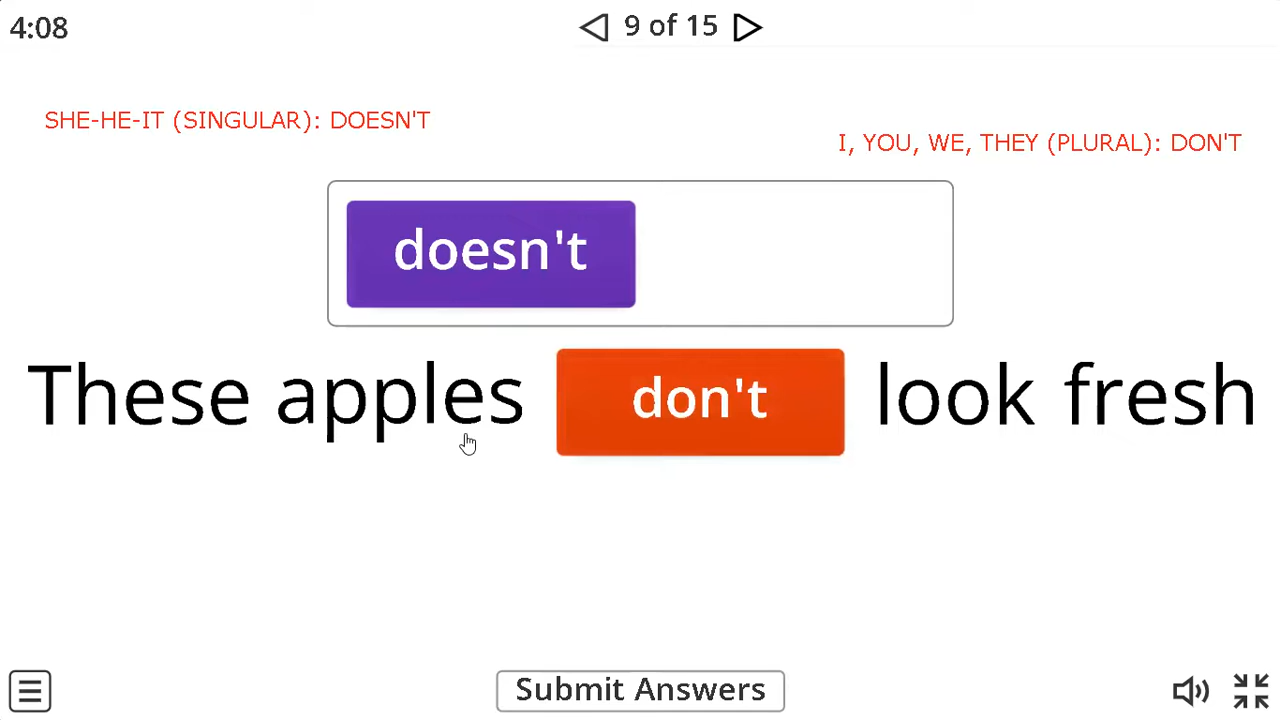 4:08
9 of 15
SHE-HE-IT (SINGULAR): DOESN'T
I, YOU, WE, THEY (PLURAL): DON'T
doesn't
These apples don't look fresh
Submit Answers